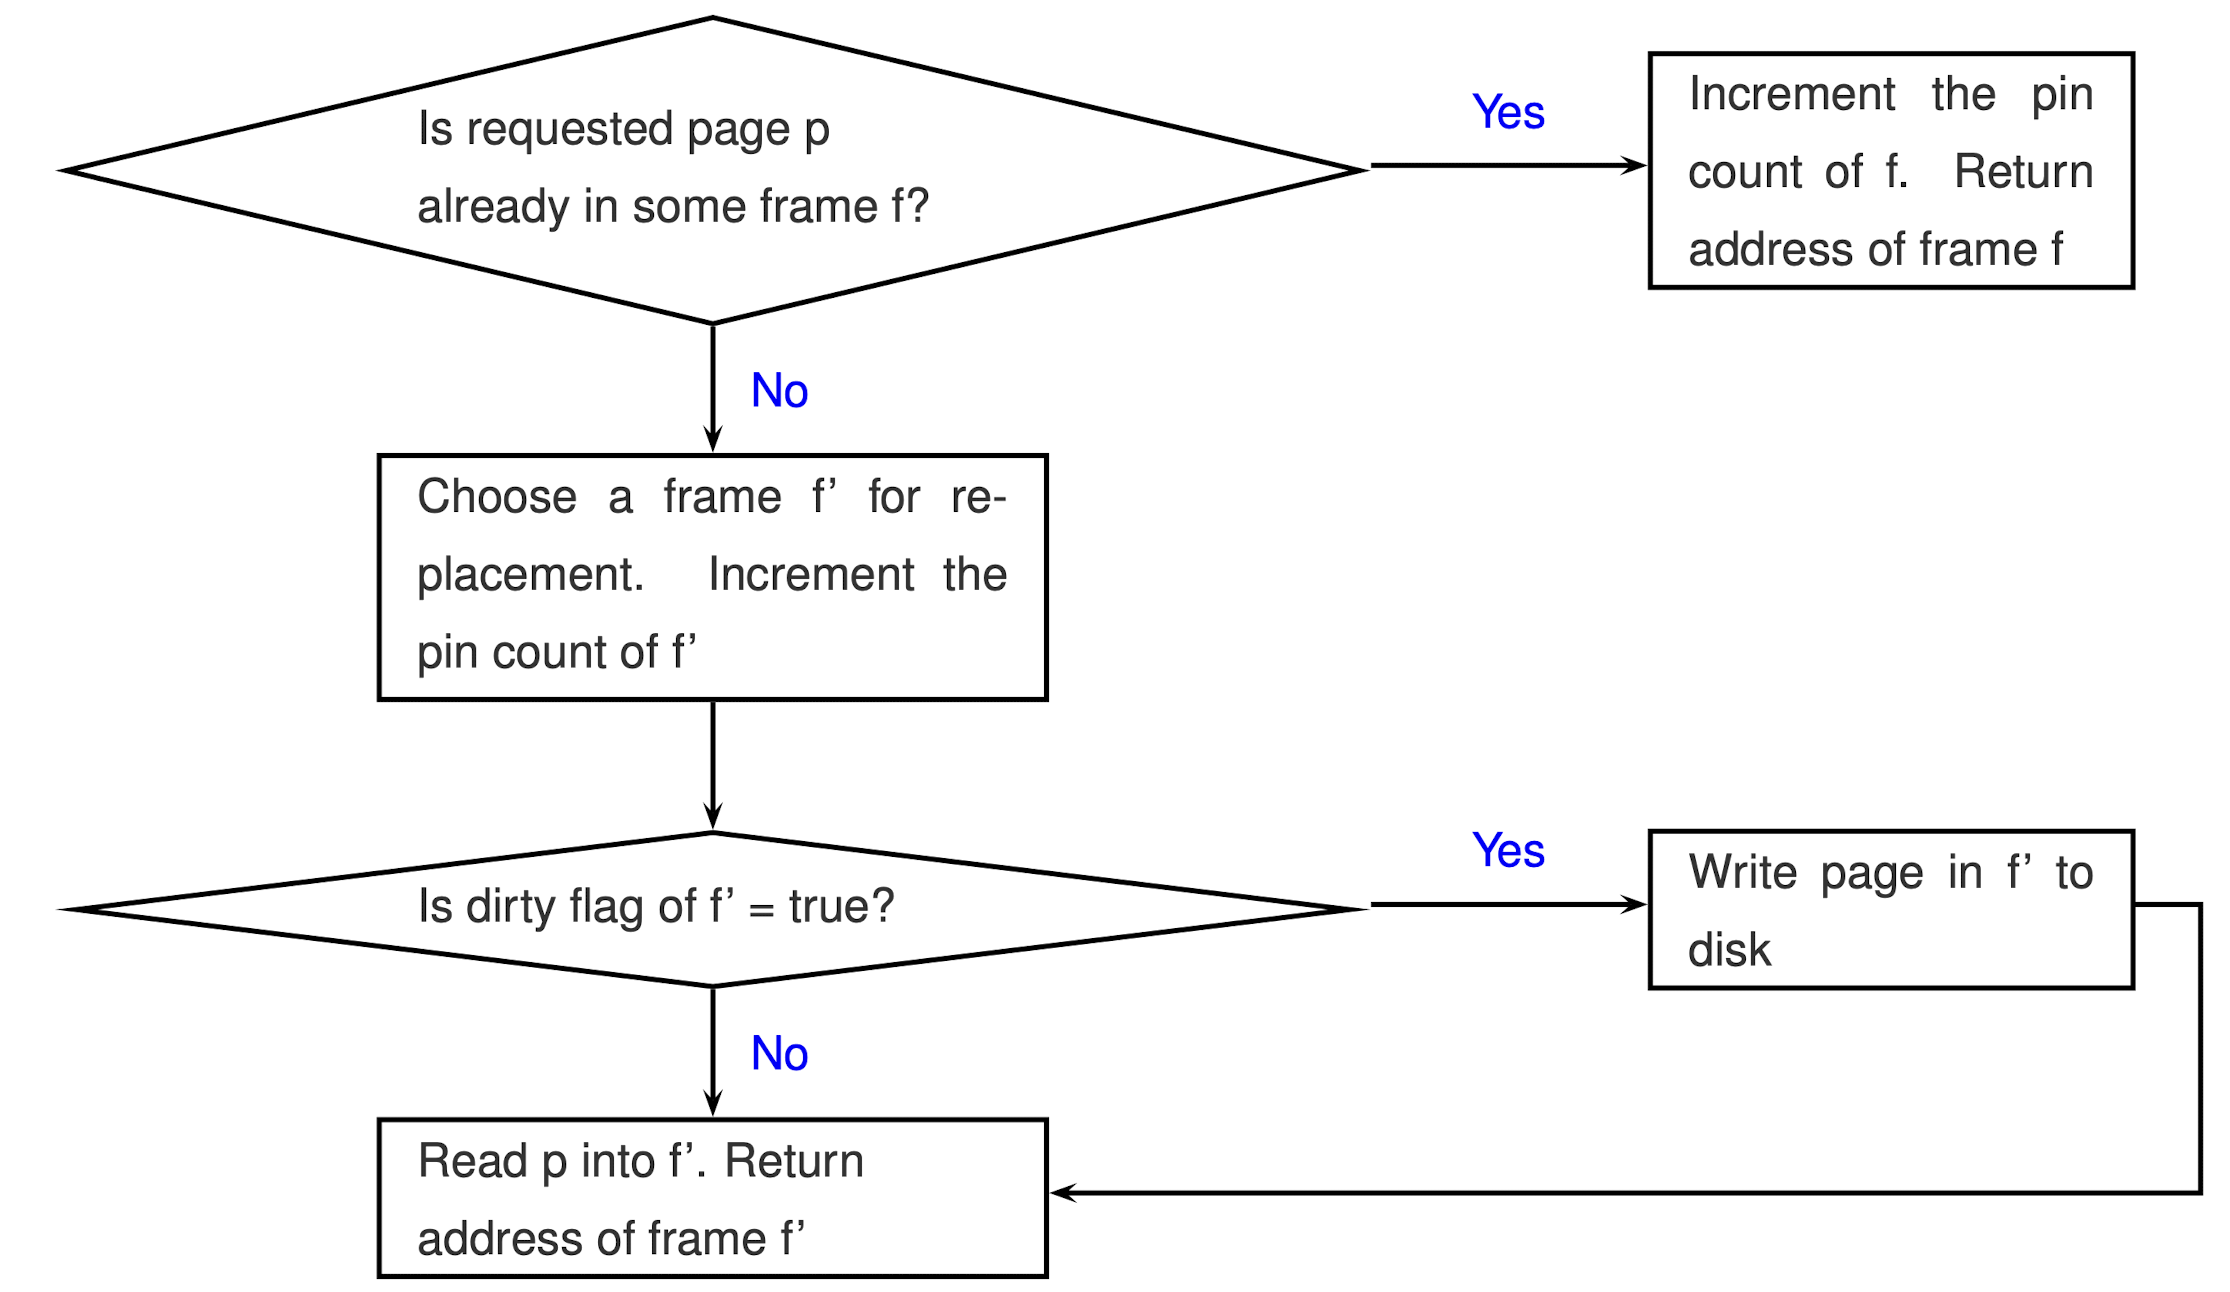 Is requested page p
already in some frame f?
Yes
Increment the pin
count of f. Return
address of frame f
No
Choose a frame f’ for re-
placement. Increment the
pin count of f’
Is dirty flag of f’ = true?
Yes
Write page in f’ to
disk
No
Read p into f’. Return
address of frame f’